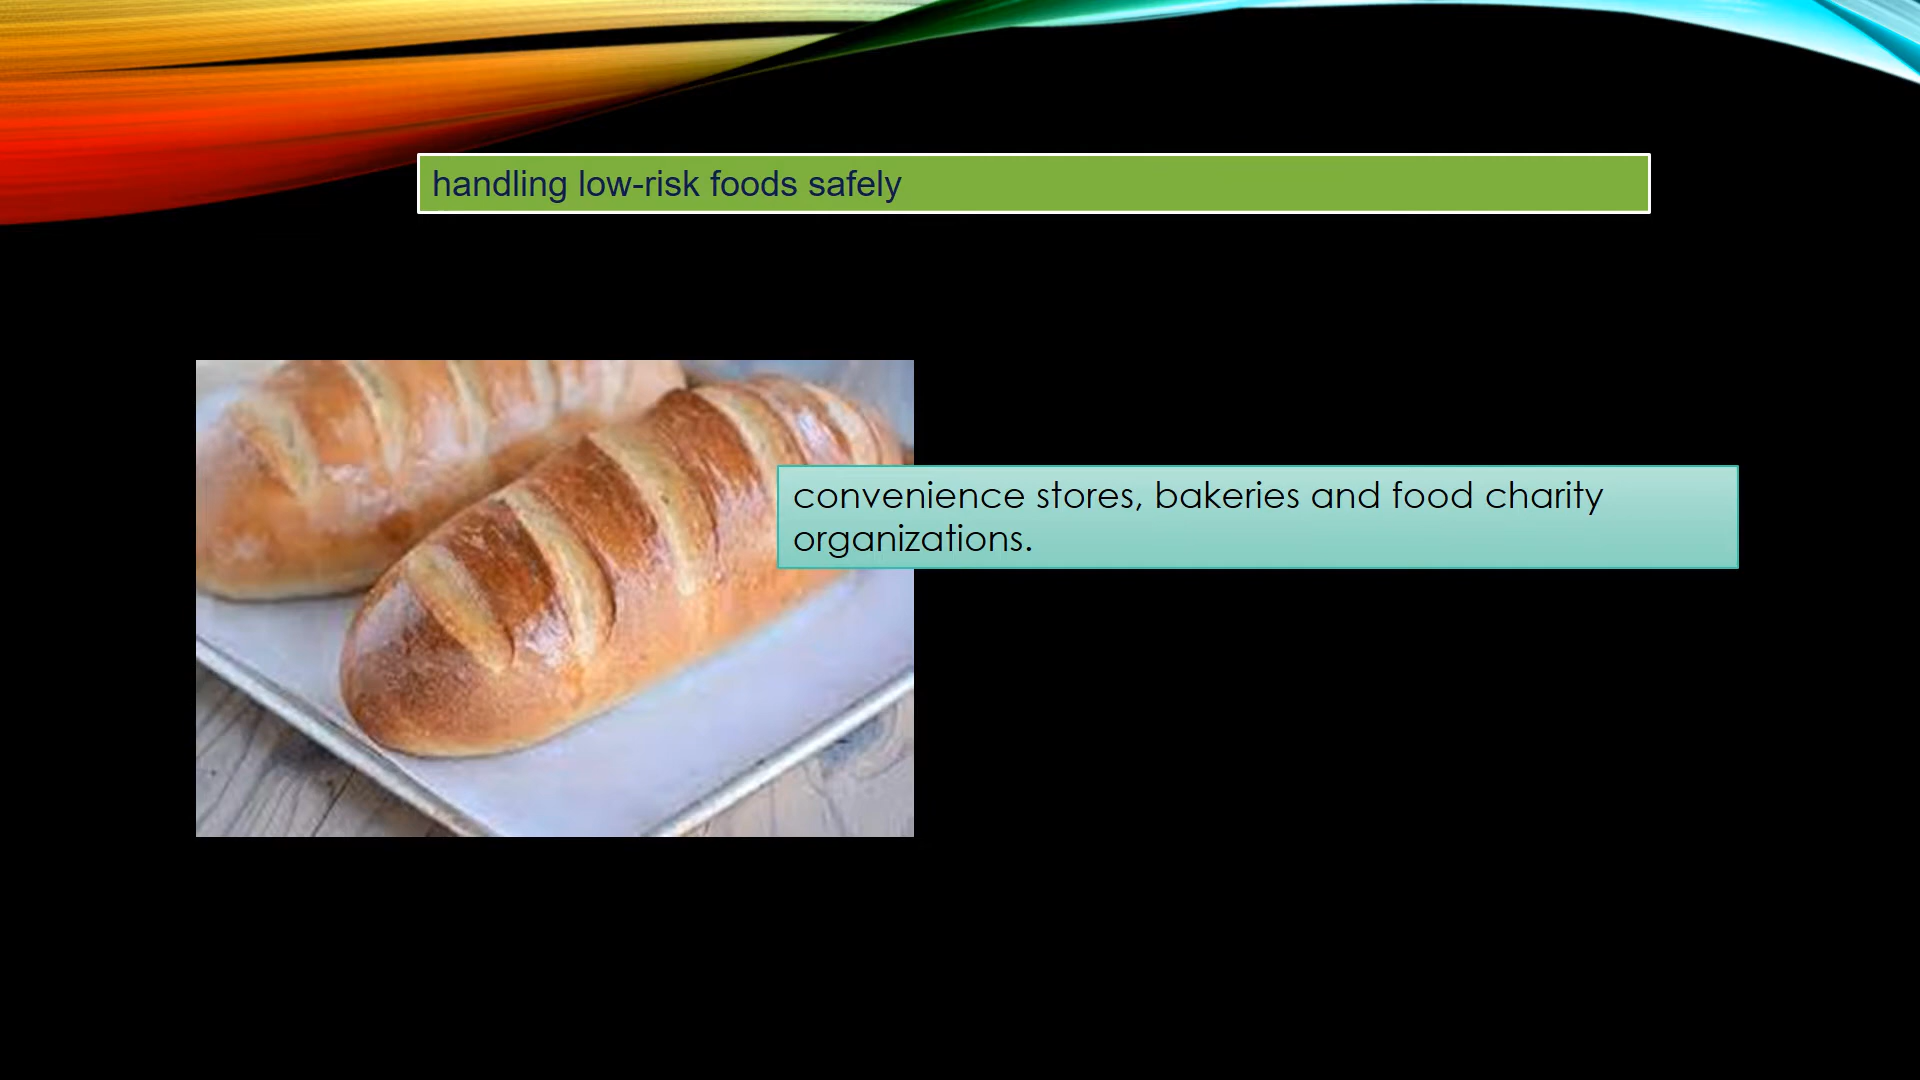 handling low-risk foods safely
convenience stores, bakeries and food charity
organizations.